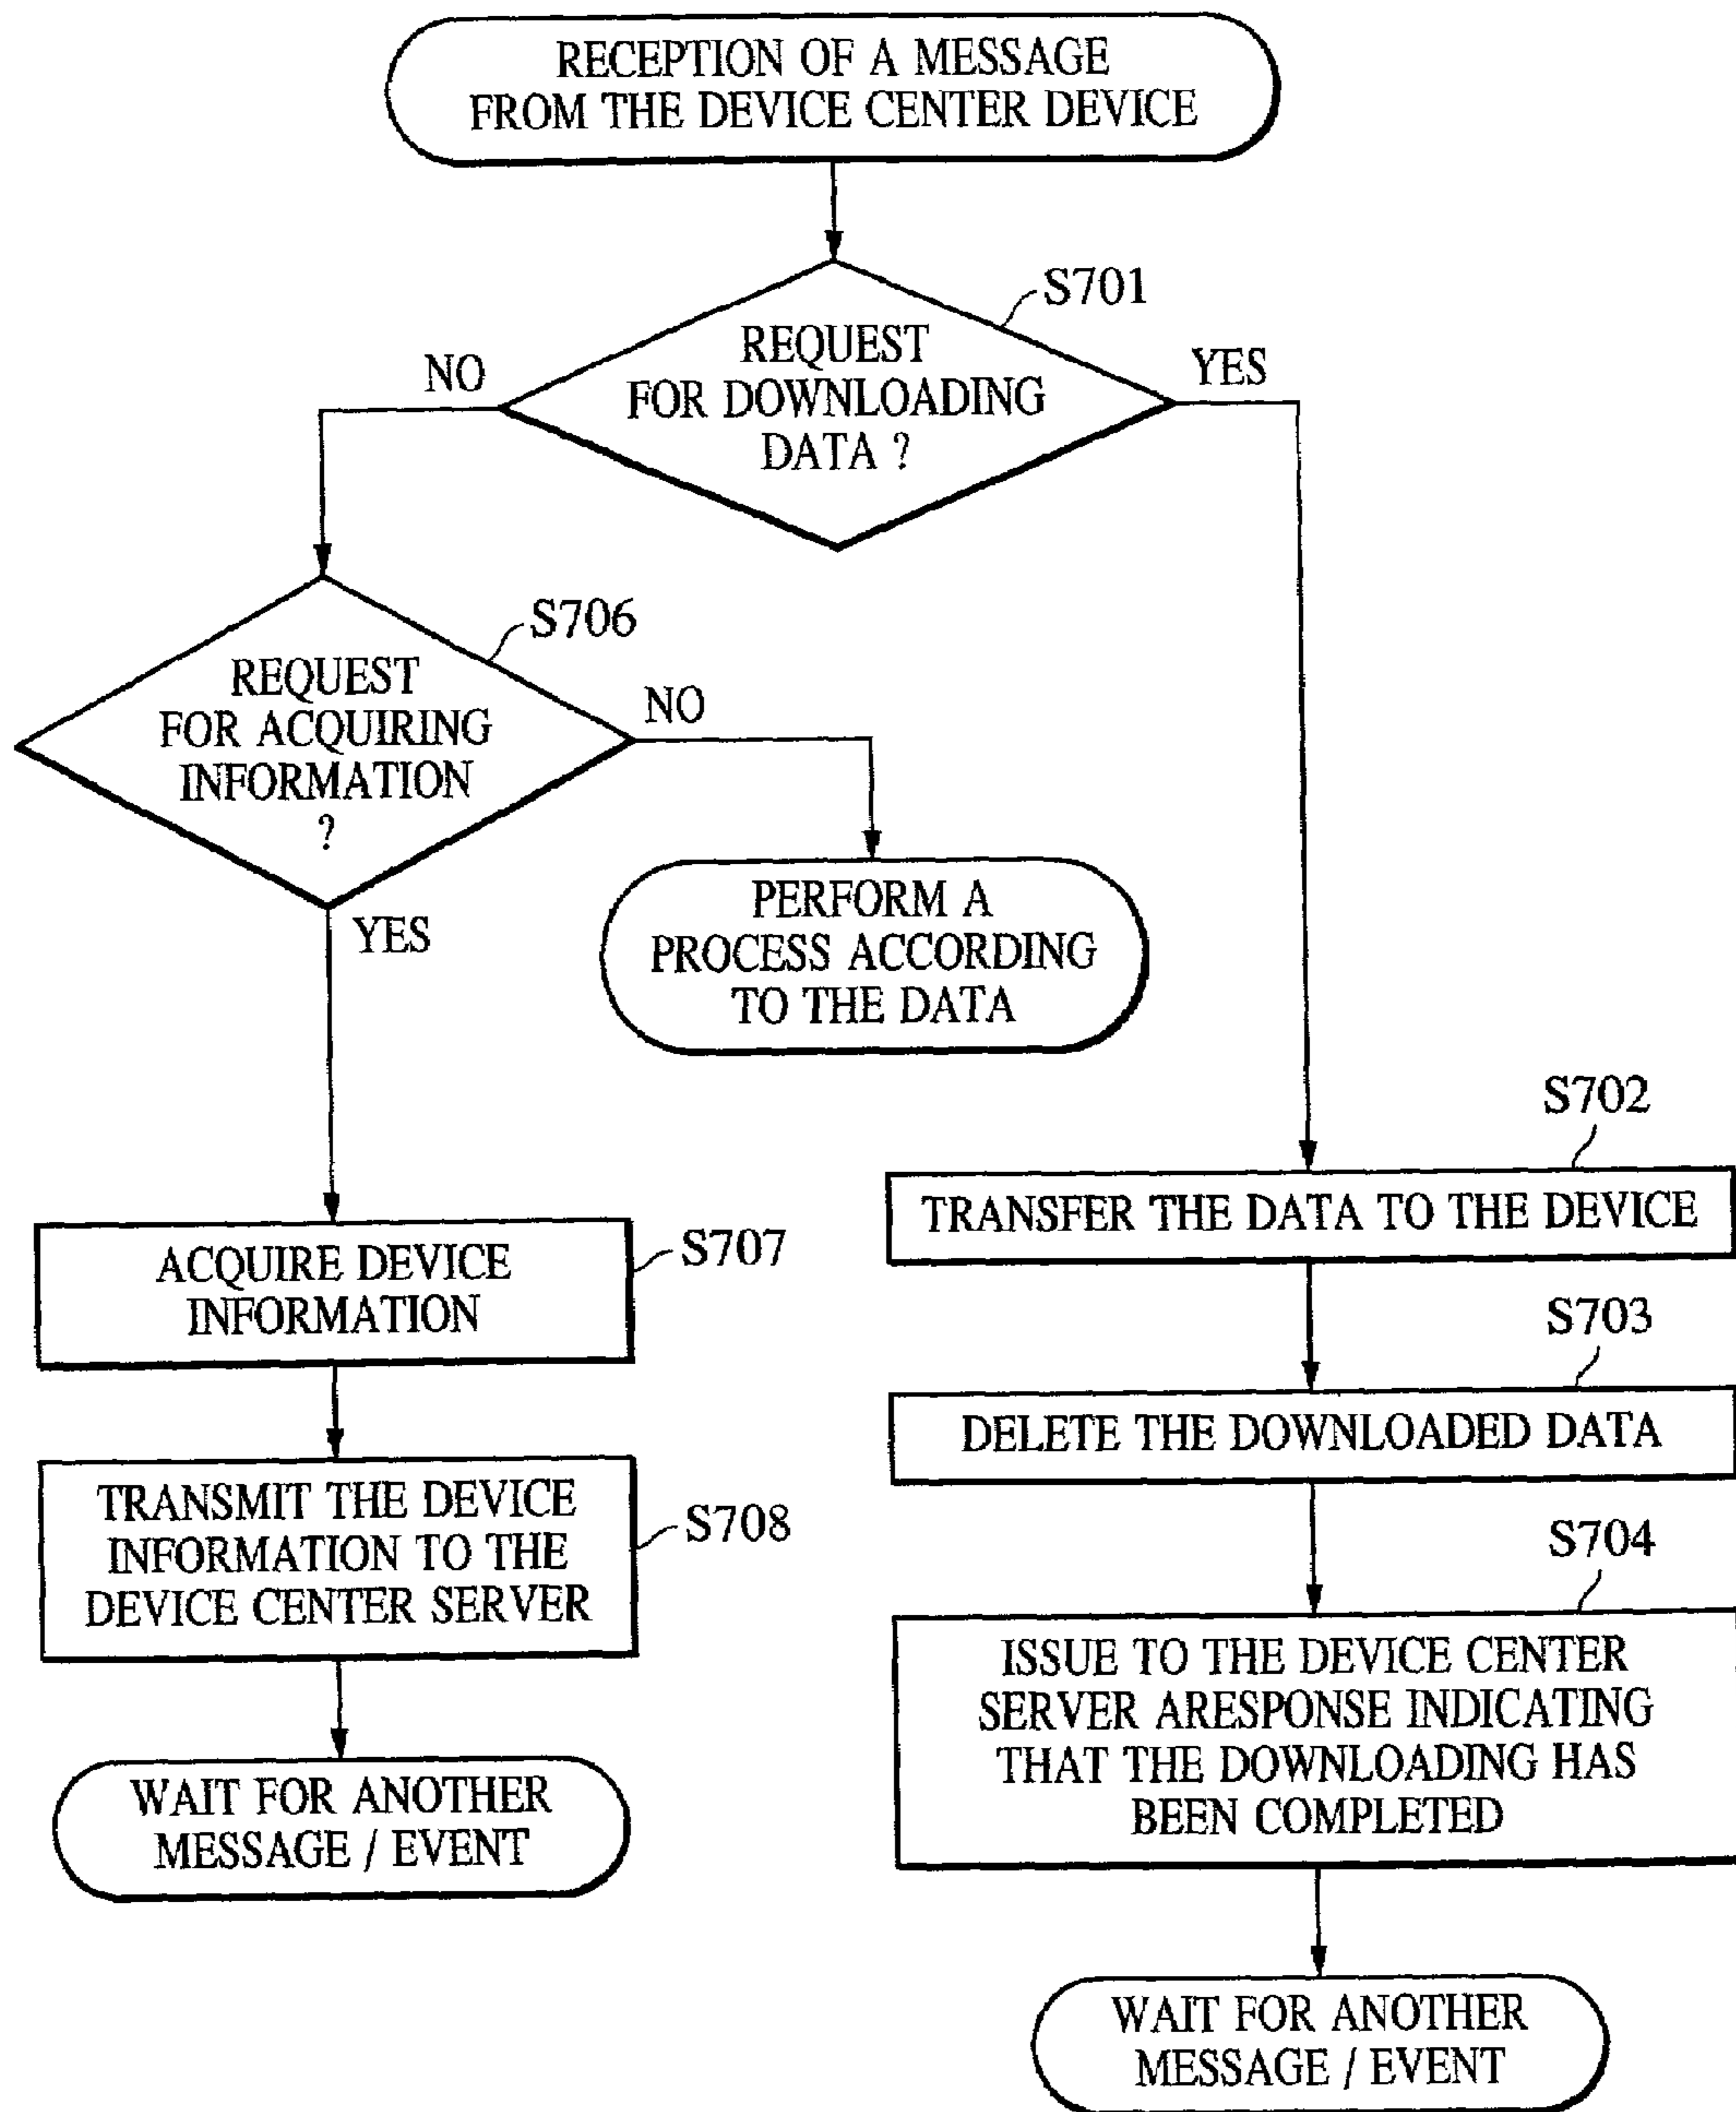 RECEPTION OF A MESSAGE
FROM THE DEVICE CENTER DEVICE
S701
REQUEST
FOR DOWNLOADING
DATA ?
NO
YES
S706
REQUEST
FOR ACQUIRING
INFORMATION
?
NO
YES
PERFORM A
PROCESS ACCORDING
TO THE DATA
S702
TRANSFER THE DATA TO THE DEVICE
S707
ACQUIRE DEVICE
INFORMATION
S703
DELETE THE DOWNLOADED DATA
S708
TRANSMIT THE DEVICE
INFORMATION TO THE
DEVICE CENTER SERVER
S704
ISSUE TO THE DEVICE CENTER
SERVER ARESPONSE INDICATING
THAT THE DOWNLOADING HAS
BEEN COMPLETED
WAIT FOR ANOTHER
MESSAGE / EVENT
WAIT FOR ANOTHER
MESSAGE / EVENT